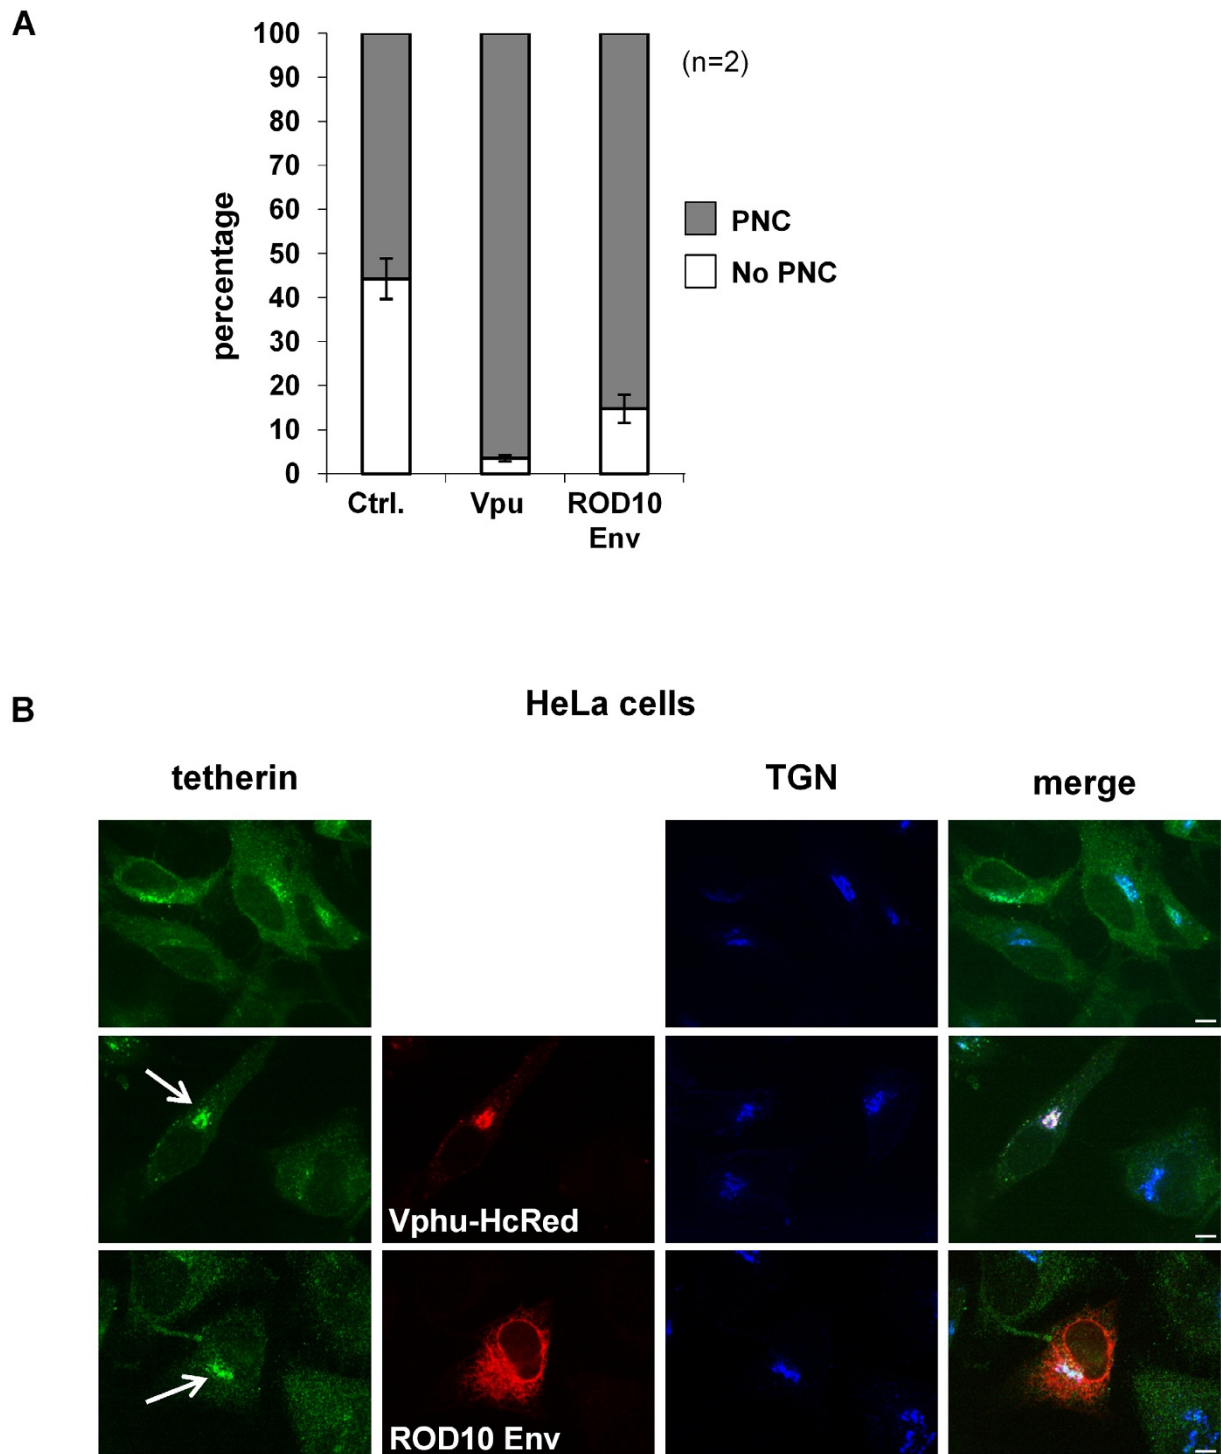 A
100
90
80
70
60
50
40
30
20
10
0
percentage
(n=2)
PNC
No PNC
Ctrl.
Vpu
ROD10
Env
B
HeLa cells
tetherin
TGN
merge
Vphu-HcRed
ROD10 Env